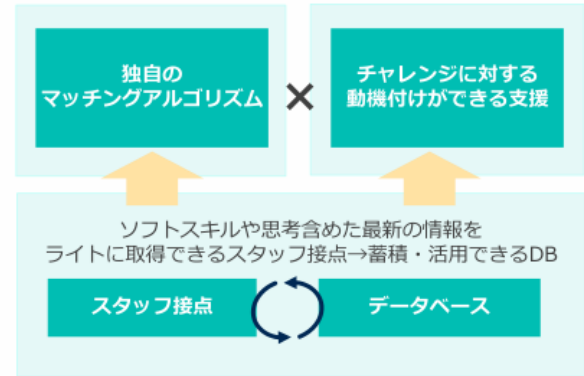 独自の
マッチングアルゴリズム
×
チャレンジに対する
動機付けができる支援
ソフトスキルや思考含めた最新の情報を
ライトに取得できるスタッフ接点→蓄積・活用できるDB
スタッフ接点
データベース